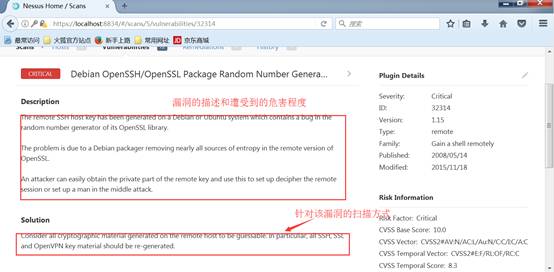 Nessus Home / Scans
https://localhost:8834/#/scans/5/vulnerabilities/32314
搜索
最常访问 火狐官方站点 新手上路 常用网址 京东商城
Scans Hosts Vulnerabilities Remediations History
CRITICAL Debian OpenSSH/OpenSSL Package Random Number Genera...
Description
漏洞的描述和遭受到的危害程度
The remote SSH host key has been generated on a Debian or Ubuntu system which contains a bug in the
random number generator of its OpenSSL library.
The problem is due to a Debian packager removing nearly all sources of entropy in the remote version of
OpenSSL.
An attacker can easily obtain the private part of the remote key and use this to set up decipher the remote
session or set up a man in the middle attack.
针对该漏洞的扫描方式
Solution
Consider all cryptographic material generated on the remote host to be guessable. In particular, all SSH, SSL
and OpenVPN key material should be re-generated.
Plugin Details
Severity: Critical
ID: 32314
Version: 1.15
Type: remote
Family: Gain a shell remotely
Published: 2008/05/14
Modified: 2015/11/18
Risk Information
Risk Factor: Critical
CVSS Base Score: 10.0
CVSS Vector: CVSS2#AV:N/AC:L/Au:N/C:C/I:C/A:C
CVSS Temporal Vector: CVSS2#E:F/RL:OF/RC:C
CVSS Temporal Score: 8.3